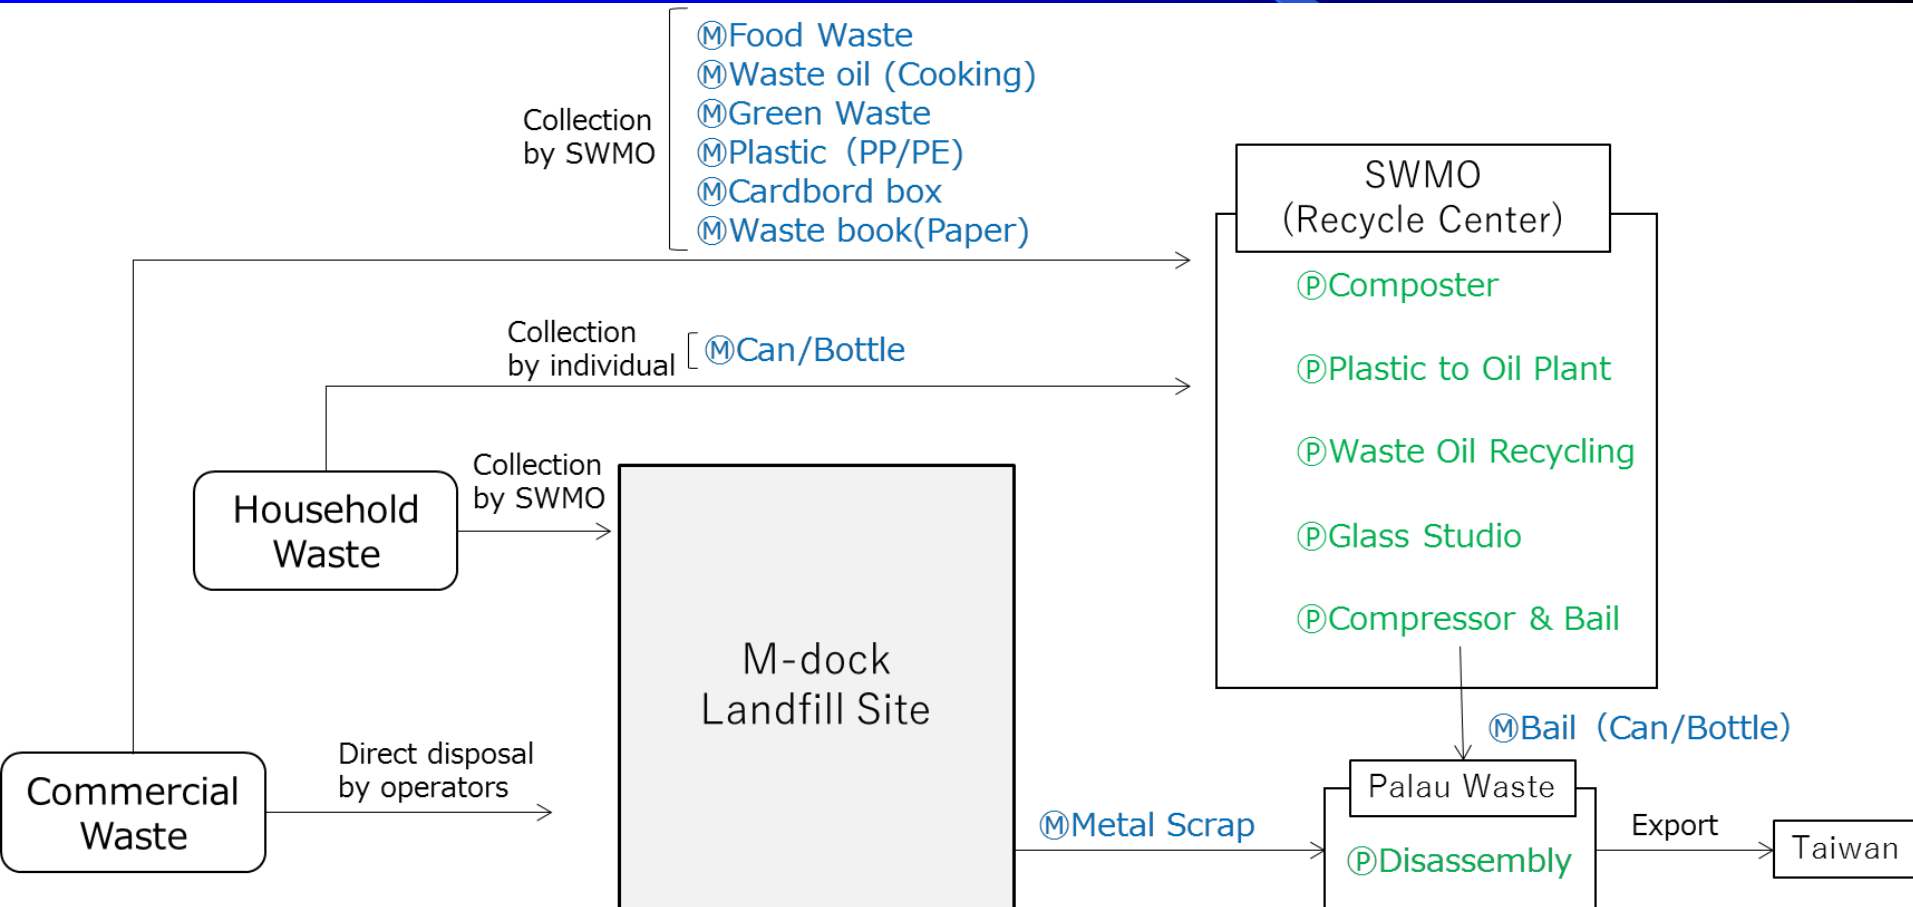 Collection
by SWMO
ⓂFood Waste
ⓂWaste oil (Cooking)
ⓂGreen Waste
ⓂPlastic（PP/PE)
ⓂCardbord box
ⓂWaste book(Paper)
SWMO
(Recycle Center)
ⓅComposter
ⓅPlastic to Oil Plant
ⓅWaste Oil Recycling
ⓅGlass Studio
ⓅCompressor & Bail
Collection
by individual
ⓂCan/Bottle
Household
Waste
Collection
by SWMO
M-dock
Landfill Site
Commercial
Waste
Direct disposal
by operators
ⓂMetal Scrap
ⓂBail（Can/Bottle）
Palau Waste
ⓅDisassembly
Export
Taiwan